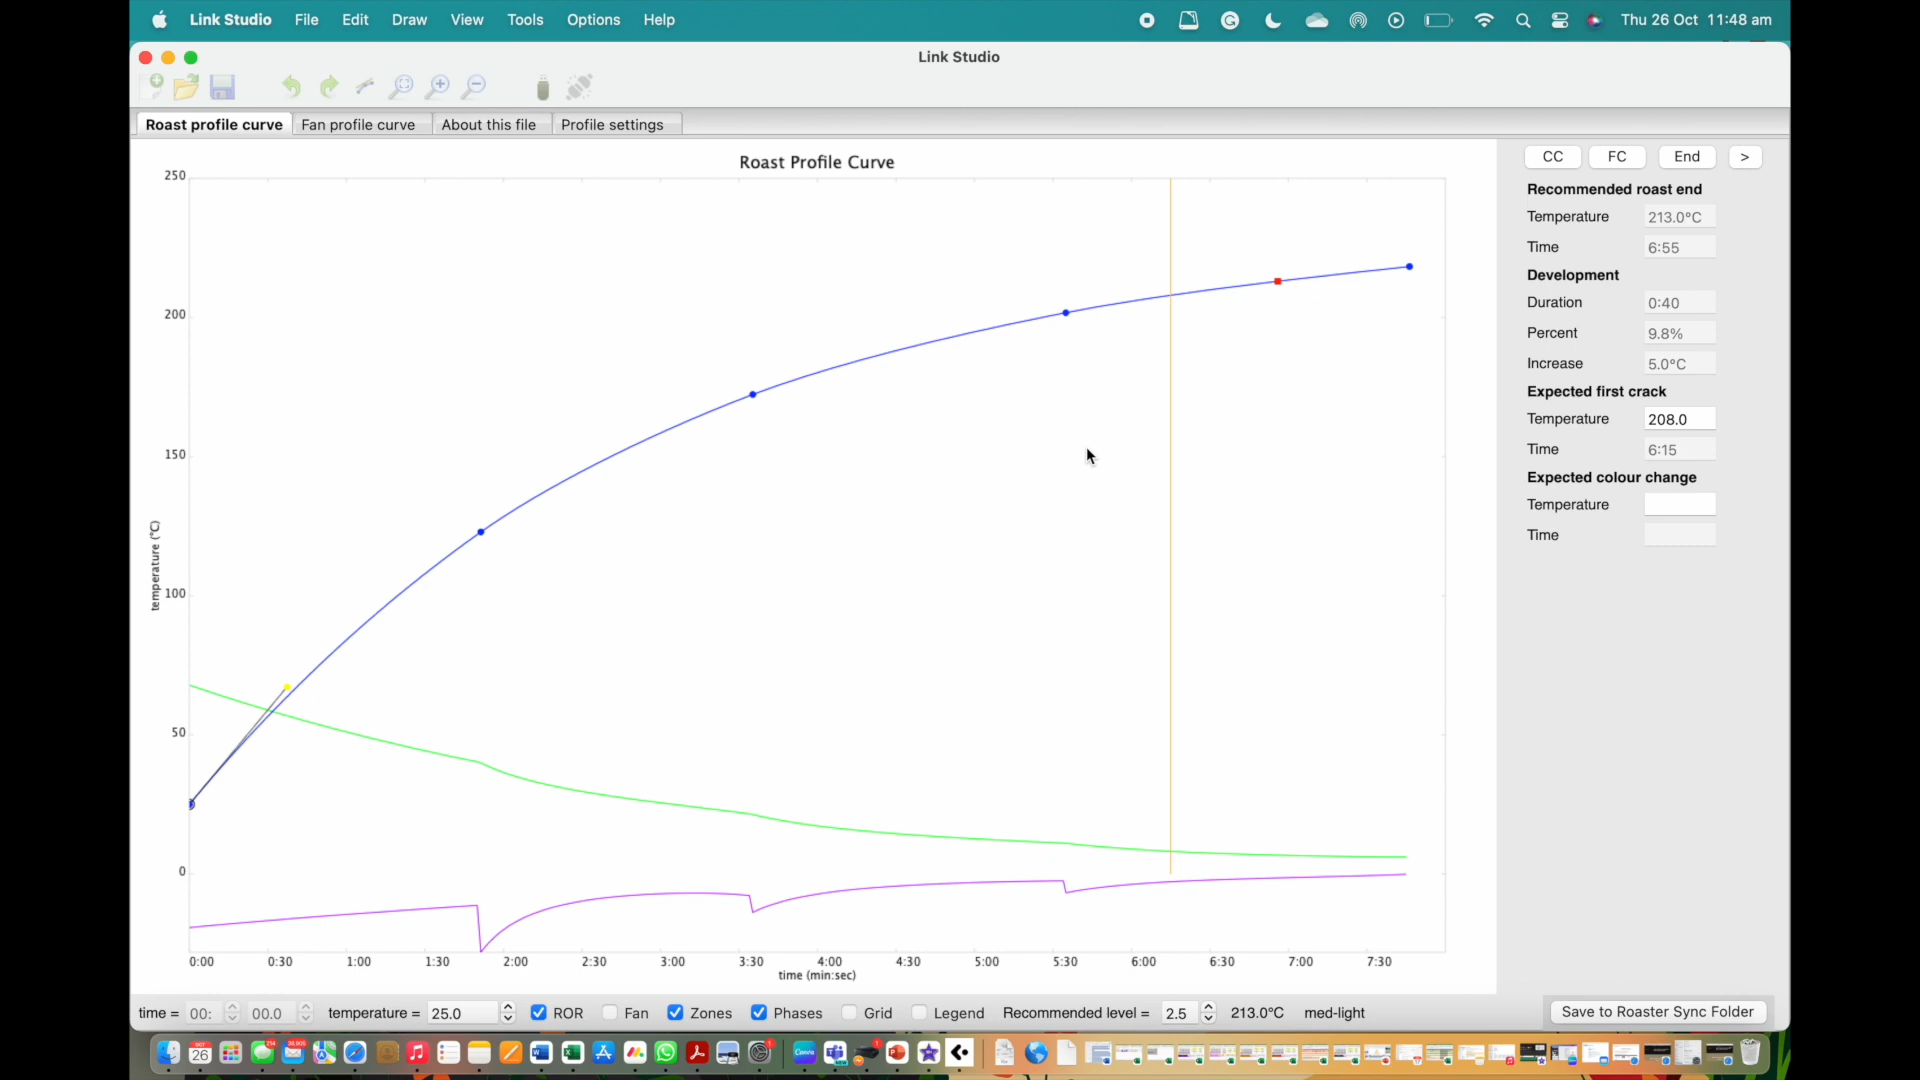 Link Studio File Edit Draw View Tools Options Help Thu 26 Oct 11:48 am
Link Studio
Roast profile curve Fan profile curve About this file Profile settings
Roast Profile Curve
250
200
150
100
50
0
temperature (°C)
0:00 0:30 1:00 1:30 2:00 2:30 3:00 3:30 4:00 4:30 5:00 5:30 6:00 6:30 7:00 7:30
time (min:sec)
CC FC End >
Recommended roast end
Temperature 213.0°C
Time 6:55
Development
Duration 0:40
Percent 9.8%
Increase 5.0°C
Expected first crack
Temperature 208.0
Time 6:15
Expected colour change
Temperature
Time
time = 00: 00.0 temperature = 25.0 ROR Fan Zones Phases Grid Legend Recommended level = 2.5 213.0°C med-light Save to Roaster Sync Folder